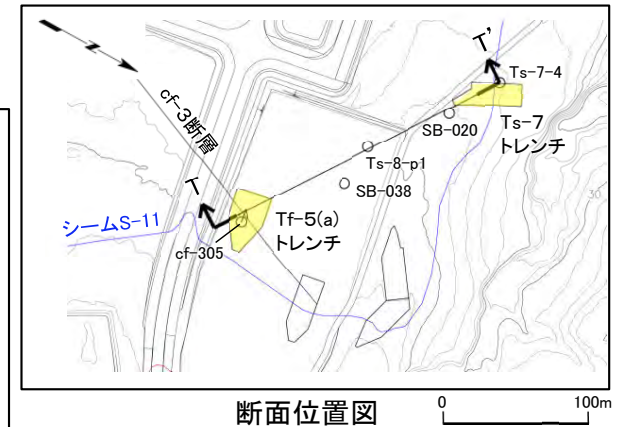 N
cf-3断層
T'
Ts-7-4
SB-020
Ts-7
トレンチ
Ts-8-p1
SB-038
T
シームS-11
Tf-5(a)
トレンチ
cf-305
30
断面位置図
0 100m